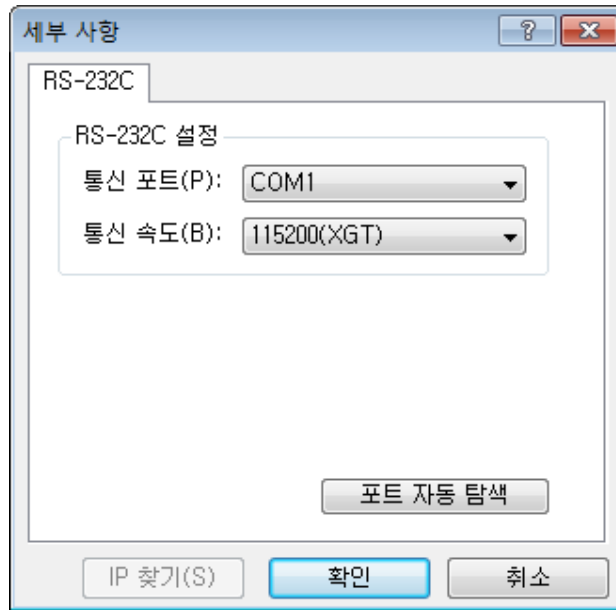 세부 사항
RS-232C
RS-232C 설정
통신 포트(P): COM1
통신 속도(B): 115200(XGT)
포트 자동 탐색
IP 찾기(S) 확인 취소